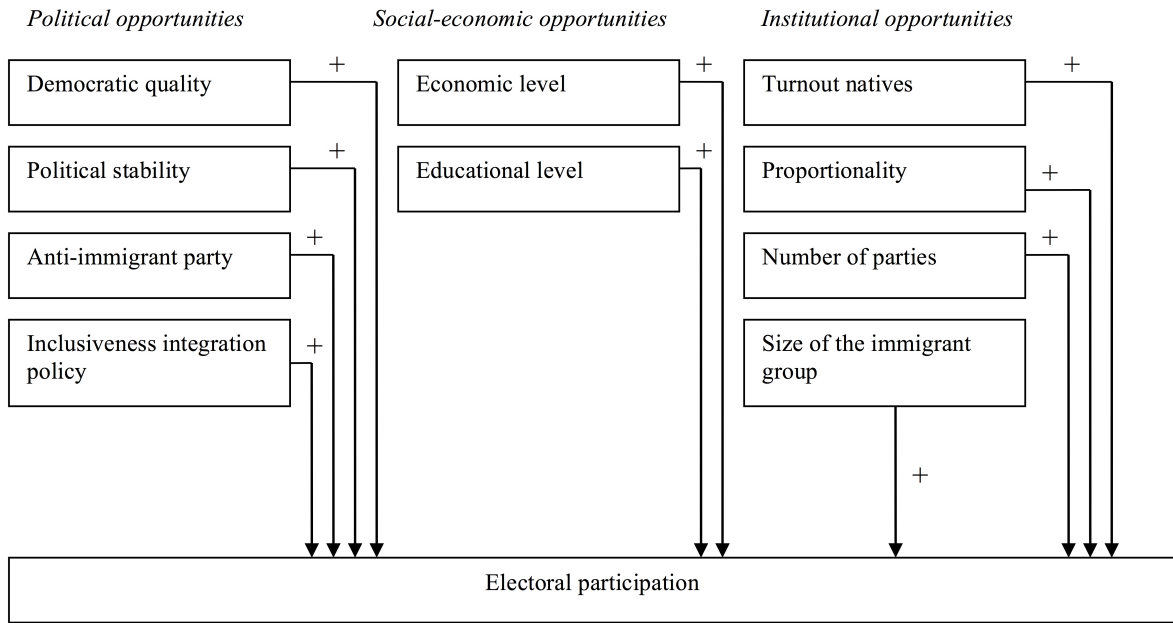 Political opportunities
Social-economic opportunities
Institutional opportunities
+
+
+
Democratic quality
Economic level
Turnout natives
+
+
+
Political stability
Educational level
Proportionality
+
+
Anti-immigrant party
Number of parties
+
Inclusiveness integration
policy
Size of the immigrant
group
+
Electoral participation